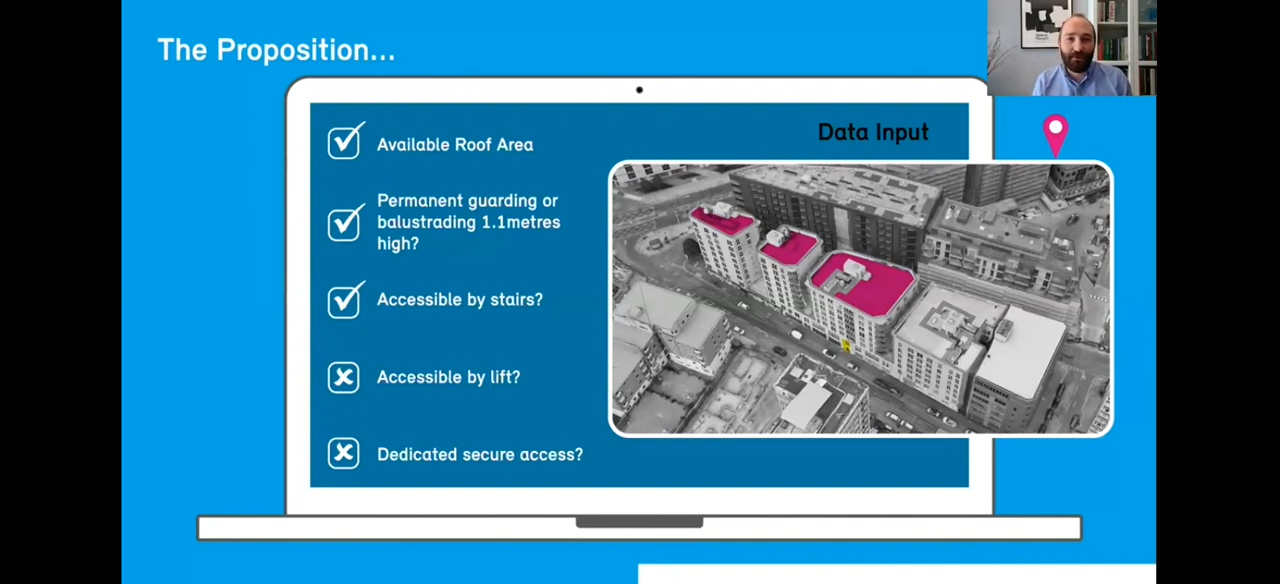 The Proposition...
Data Input
Available Roof Area
Permanent guarding or
balustrading 1.1metres
high?
Accessible by stairs?
Accessible by lift?
Dedicated secure access?